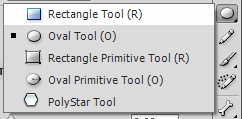 Rectangle Tool (R)
Oval Tool (O)
Rectangle Primitive Tool (R)
Oval Primitive Tool (O)
PolyStar Tool